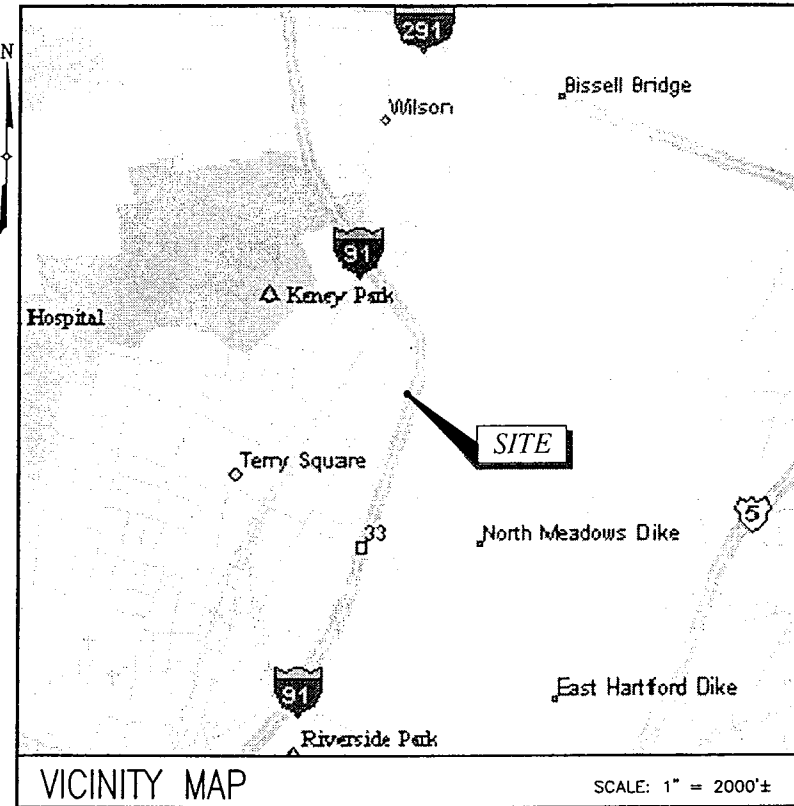 291
N
Bissell Bridge
Wilson
91
Keney Park
Hospital
SITE
Terry Square
5
33
North Meadows Dike
91
East Hartford Dike
Riverside Park
VICINITY MAP
SCALE: 1" = 2000'±